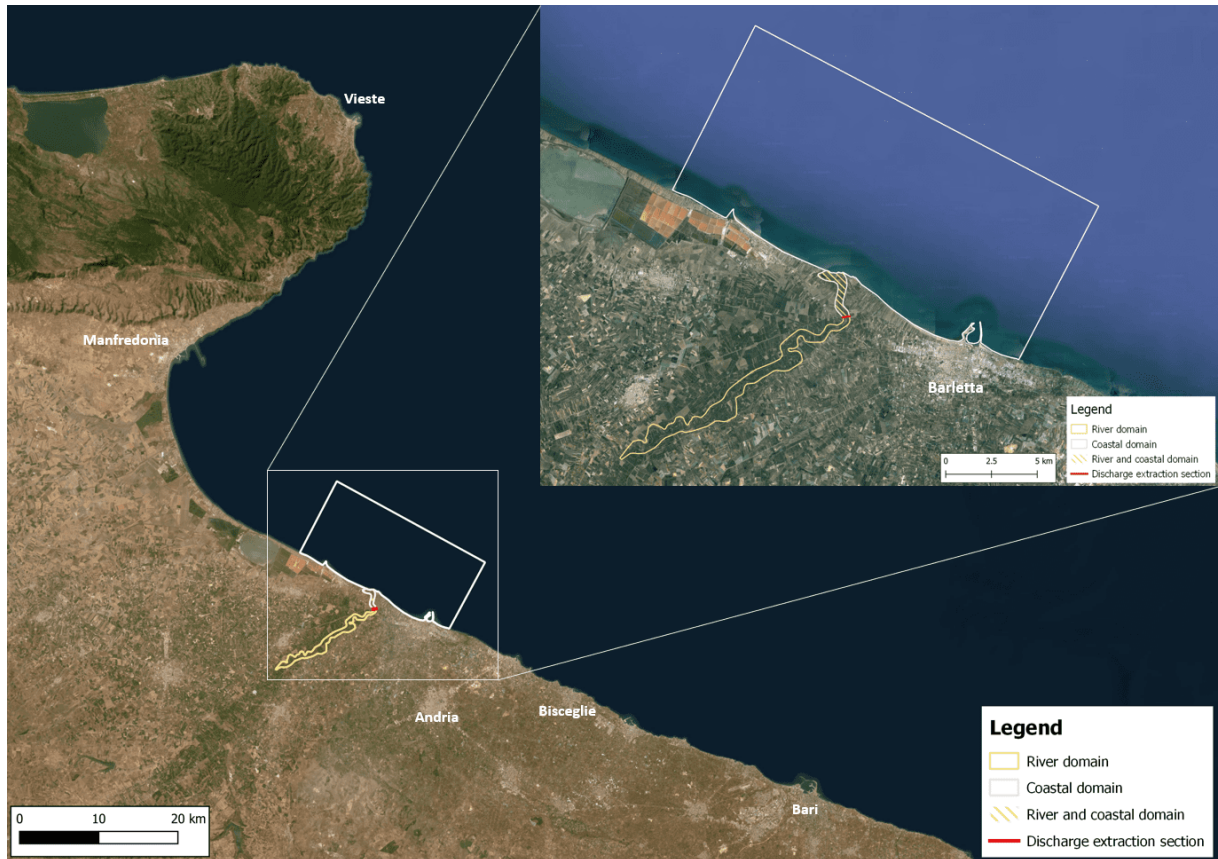 Vieste
Manfredonia
Barletta
Legend
River domain
Coastal domain
River and coastal domain
Discharge extraction section
0 2.5 5 km
Andria
Bisceglie
Bari
Legend
River domain
Coastal domain
River and coastal domain
Discharge extraction section
0 10 20 km